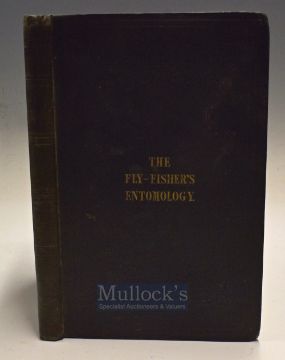 THE
FLY-FISHER'S
ENTOMOLOGY.
Mullock's
Specialist Auctioneers & Valuers